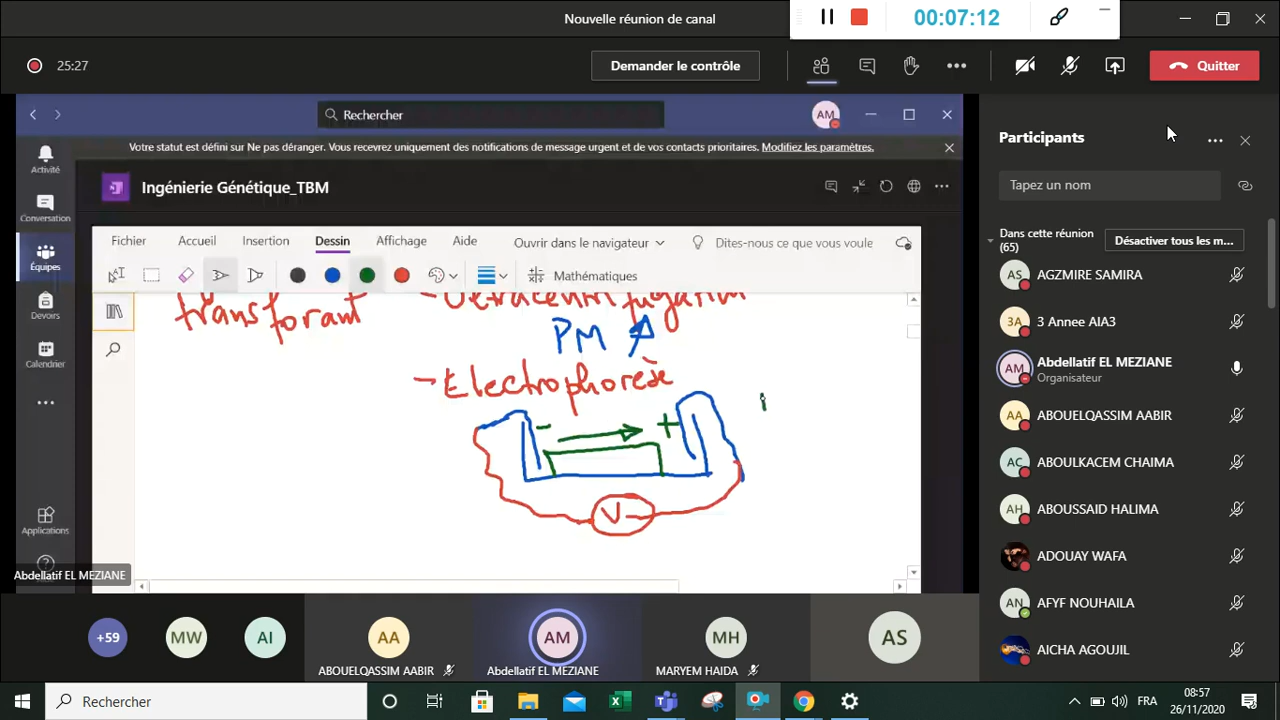 Nouvelle réunion de canal
00:07:12
25:27
Demander le contrôle
Quitter
Rechercher
AM
Participants
Votre statut est défini sur Ne pas déranger. Vous recevrez uniquement des notifications de message urgent et de vos contacts prioritaires. Modifiez les paramètres.
Activité
Conversation
Équipes
Devoirs
Calendrier
Applications
Ingénierie Génétique_TBM
Fichier Accueil Insertion Dessin Affichage Aide Ouvrir dans le navigateur Dites-nous ce que vous voule
Mathématiques
transforant
- Ultracentrifugation
PM
- Electrophorèse
- +
V
Abdellatif EL MEZIANE
Tapez un nom
Dans cette réunion (65)
Désactiver tous les m...
AS AGZMIRE SAMIRA
3A 3 Annee AIA3
AM Abdellatif EL MEZIANE
Organisateur
AA ABOUELQASSIM AABIR
AC ABOULKACEM CHAIMA
AH ABOUSSAID HALIMA
ADOUAY WAFA
AN AFYF NOUHAILA
AICHA AGOUJIL
+59 MW AI AA AM MH AS
ABOUELQASSIM AABIR
Abdellatif EL MEZIANE
MARYEM HAIDA
Rechercher
FRA
08:57
26/11/2020